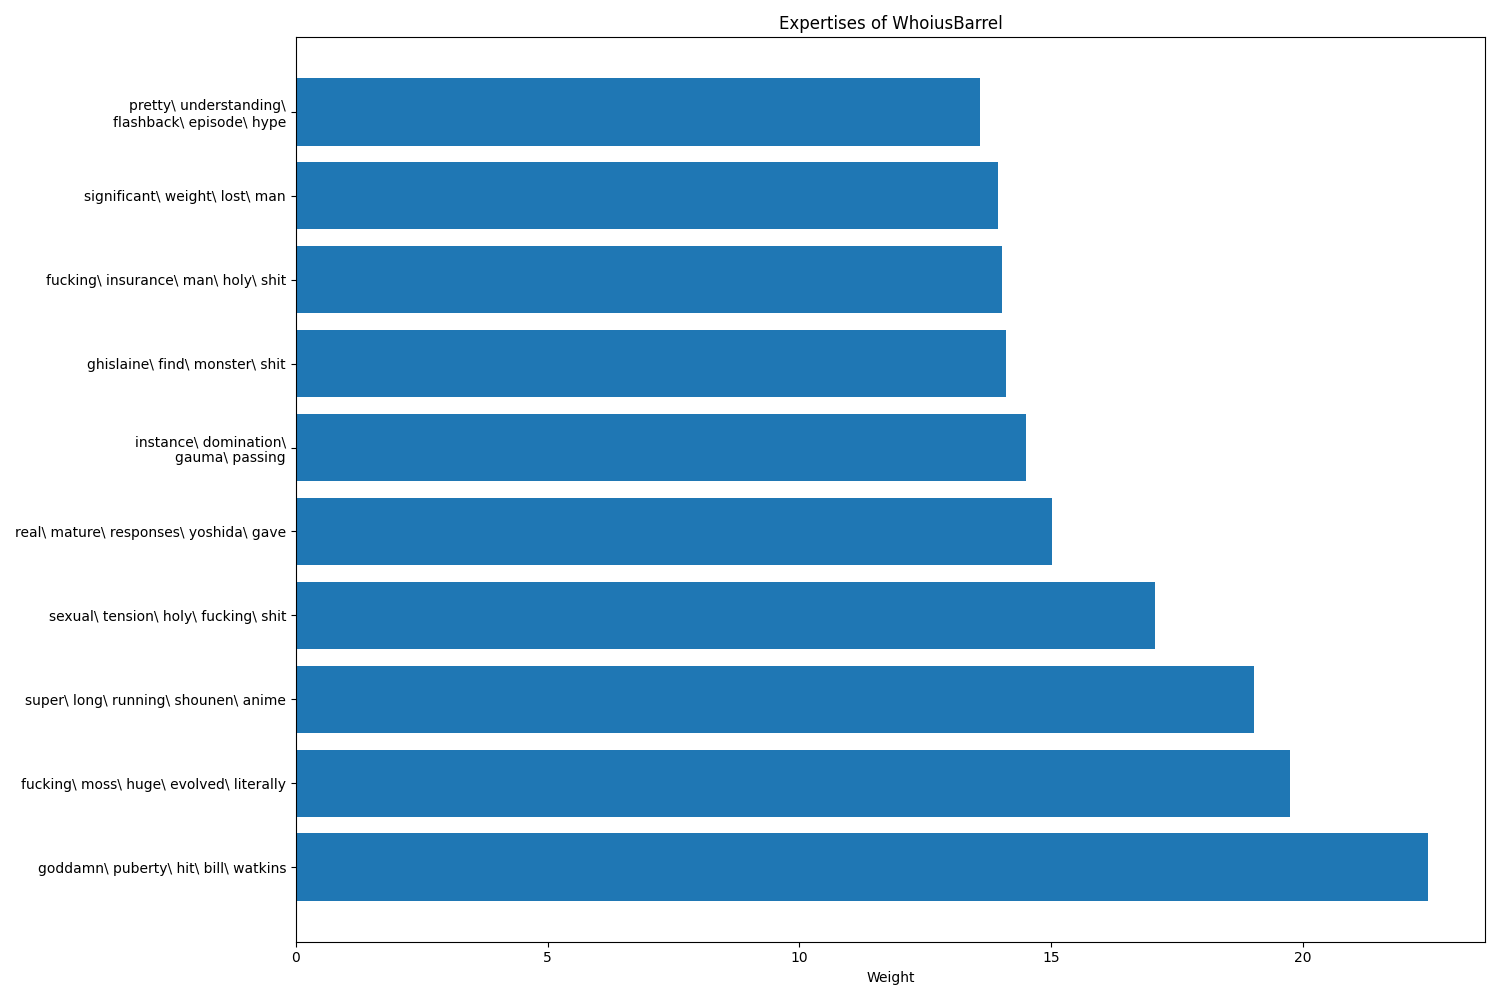 Expertises of WhoiusBarrel
pretty\ understanding\
flashback\ episode\ hype
significant\ weight\ lost\ man
fucking\ insurance\ man\ holy\ shit
ghislaine\ find\ monster\ shit
instance\ domination\
gauma\ passing
real\ mature\ responses\ yoshida\ gave
sexual\ tension\ holy\ fucking\ shit
super\ long\ running\ shounen\ anime
fucking\ moss\ huge\ evolved\ literally
goddamn\ puberty\ hit\ bill\ watkins
0 5 10 15 20
Weight